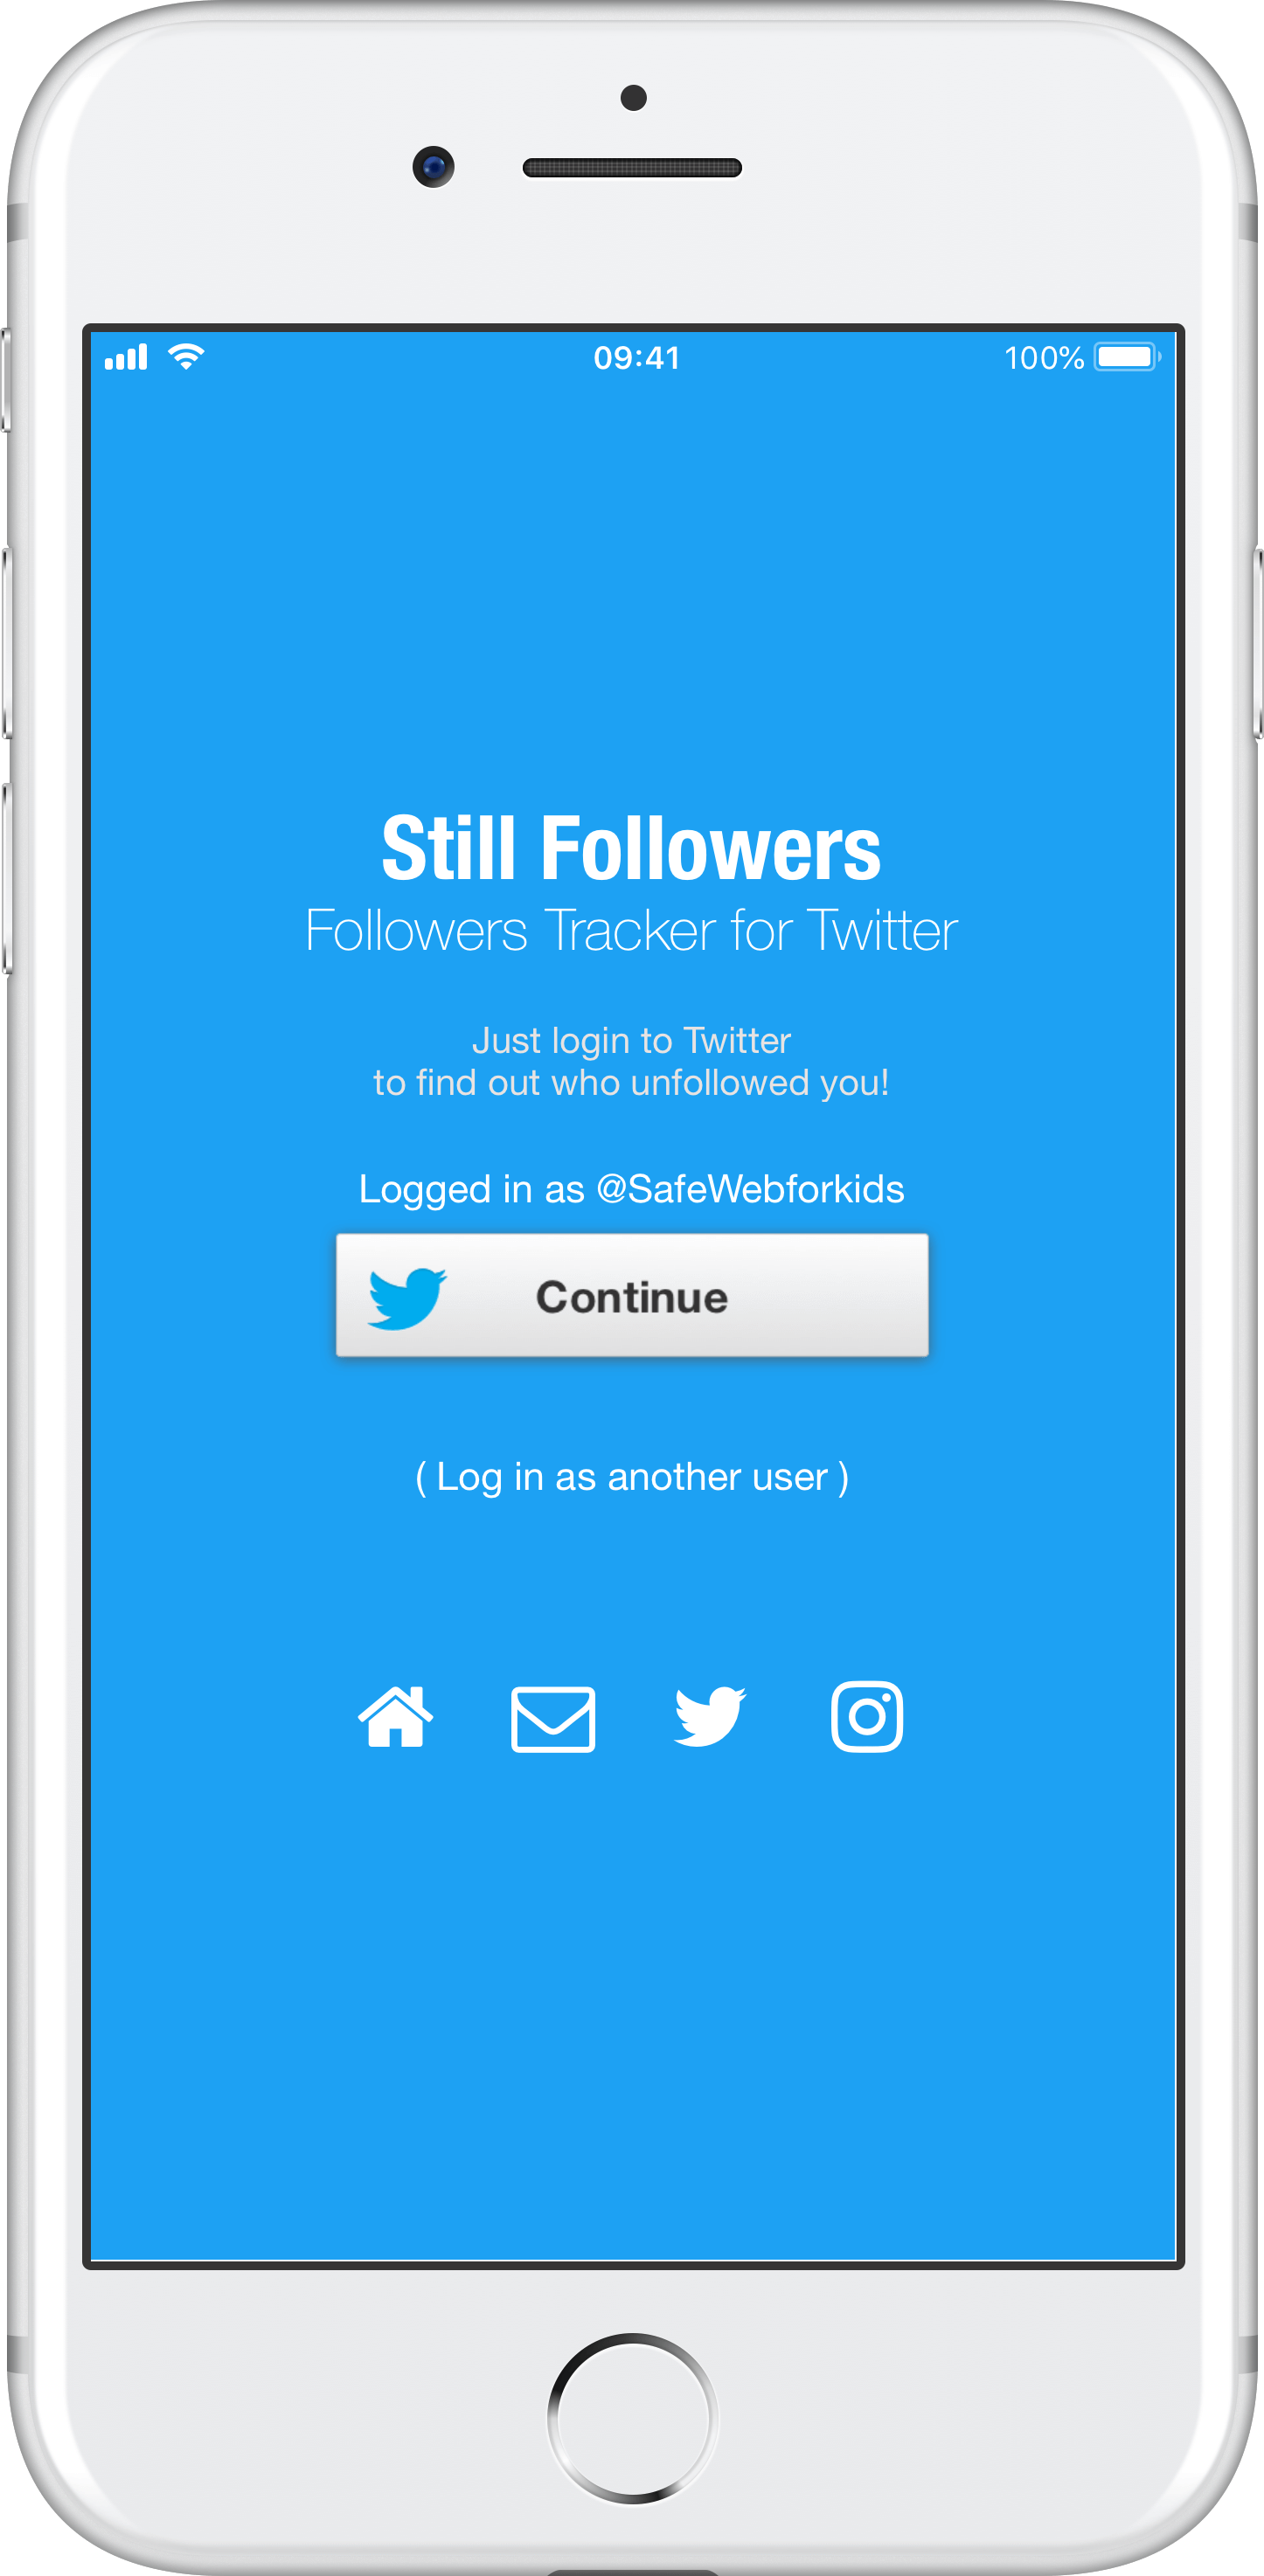 09:41
100%
Still Followers
Followers Tracker for Twitter
Just login to Twitter
to find out who unfollowed you!
Logged in as @SafeWebforkids
Continue
( Log in as another user )